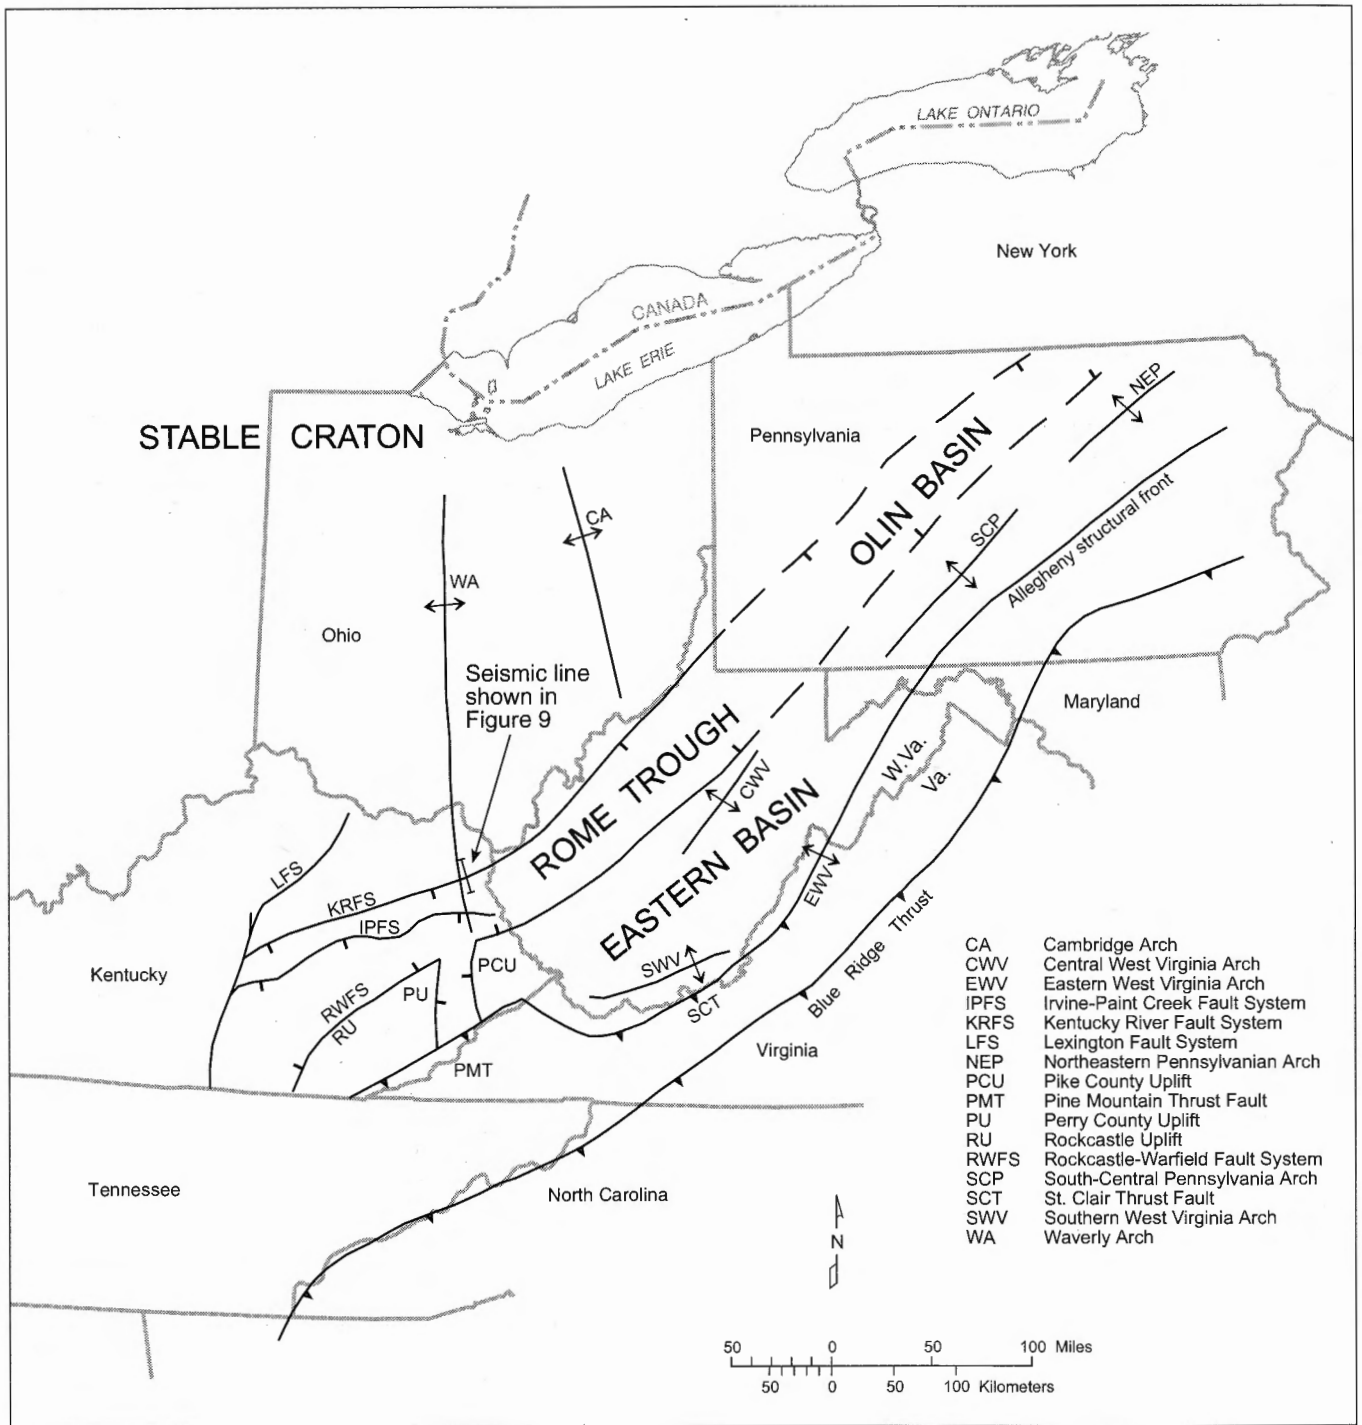 LAKE ONTARIO
New York
CANADA
LAKE ERIE
STABLE CRATON
NEP
Pennsylvania
OLIN BASIN
CA
SCP
Allegheny structural front
WA
Ohio
Seismic line
shown in
Figure 9
Maryland
ROME TROUGH
W.Va.
Va.
CWV
EASTERN BASIN
LFS
EWV
KRFS
IPFS
Blue Ridge Thrust
Kentucky
PCU
SWV
RWFS
PU
RU
SCT
Virginia
PMT
Tennessee
North Carolina
CA Cambridge Arch
CWV Central West Virginia Arch
EWV Eastern West Virginia Arch
IPFS Irvine-Paint Creek Fault System
KRFS Kentucky River Fault System
LFS Lexington Fault System
NEP Northeastern Pennsylvanian Arch
PCU Pike County Uplift
PMT Pine Mountain Thrust Fault
PU Perry County Uplift
RU Rockcastle Uplift
RWFS Rockcastle-Warfield Fault System
SCP South-Central Pennsylvania Arch
SCT St. Clair Thrust Fault
SWV Southern West Virginia Arch
WA Waverly Arch
N
50 0 50 100 Miles
50 0 50 100 Kilometers